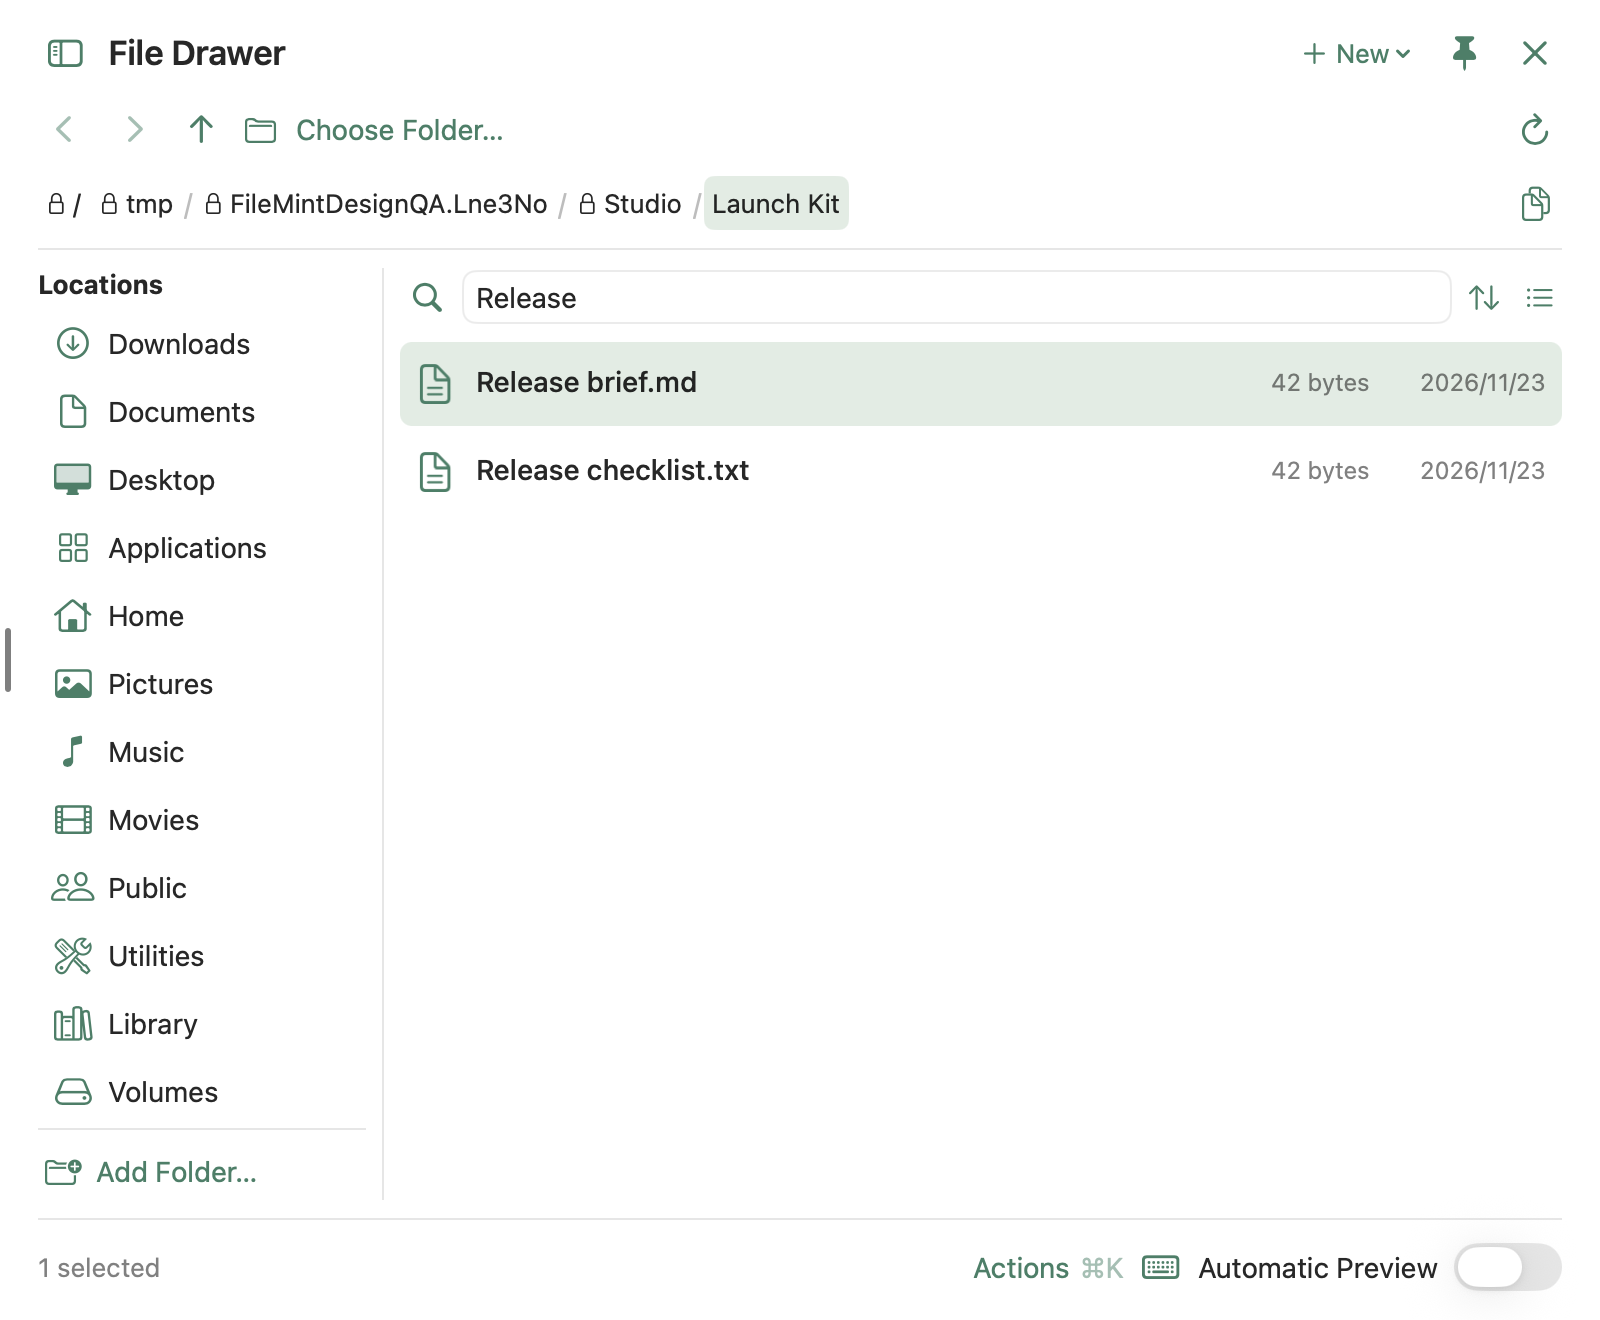 File Drawer
New
Choose Folder...
/ tmp / FileMintDesignQA.Lne3No / Studio / Launch Kit
Locations
Downloads
Documents
Desktop
Applications
Home
Pictures
Music
Movies
Public
Utilities
Library
Volumes
Add Folder...
Release
Release brief.md 42 bytes 2026/11/23
Release checklist.txt 42 bytes 2026/11/23
1 selected
Actions ⌘K Automatic Preview